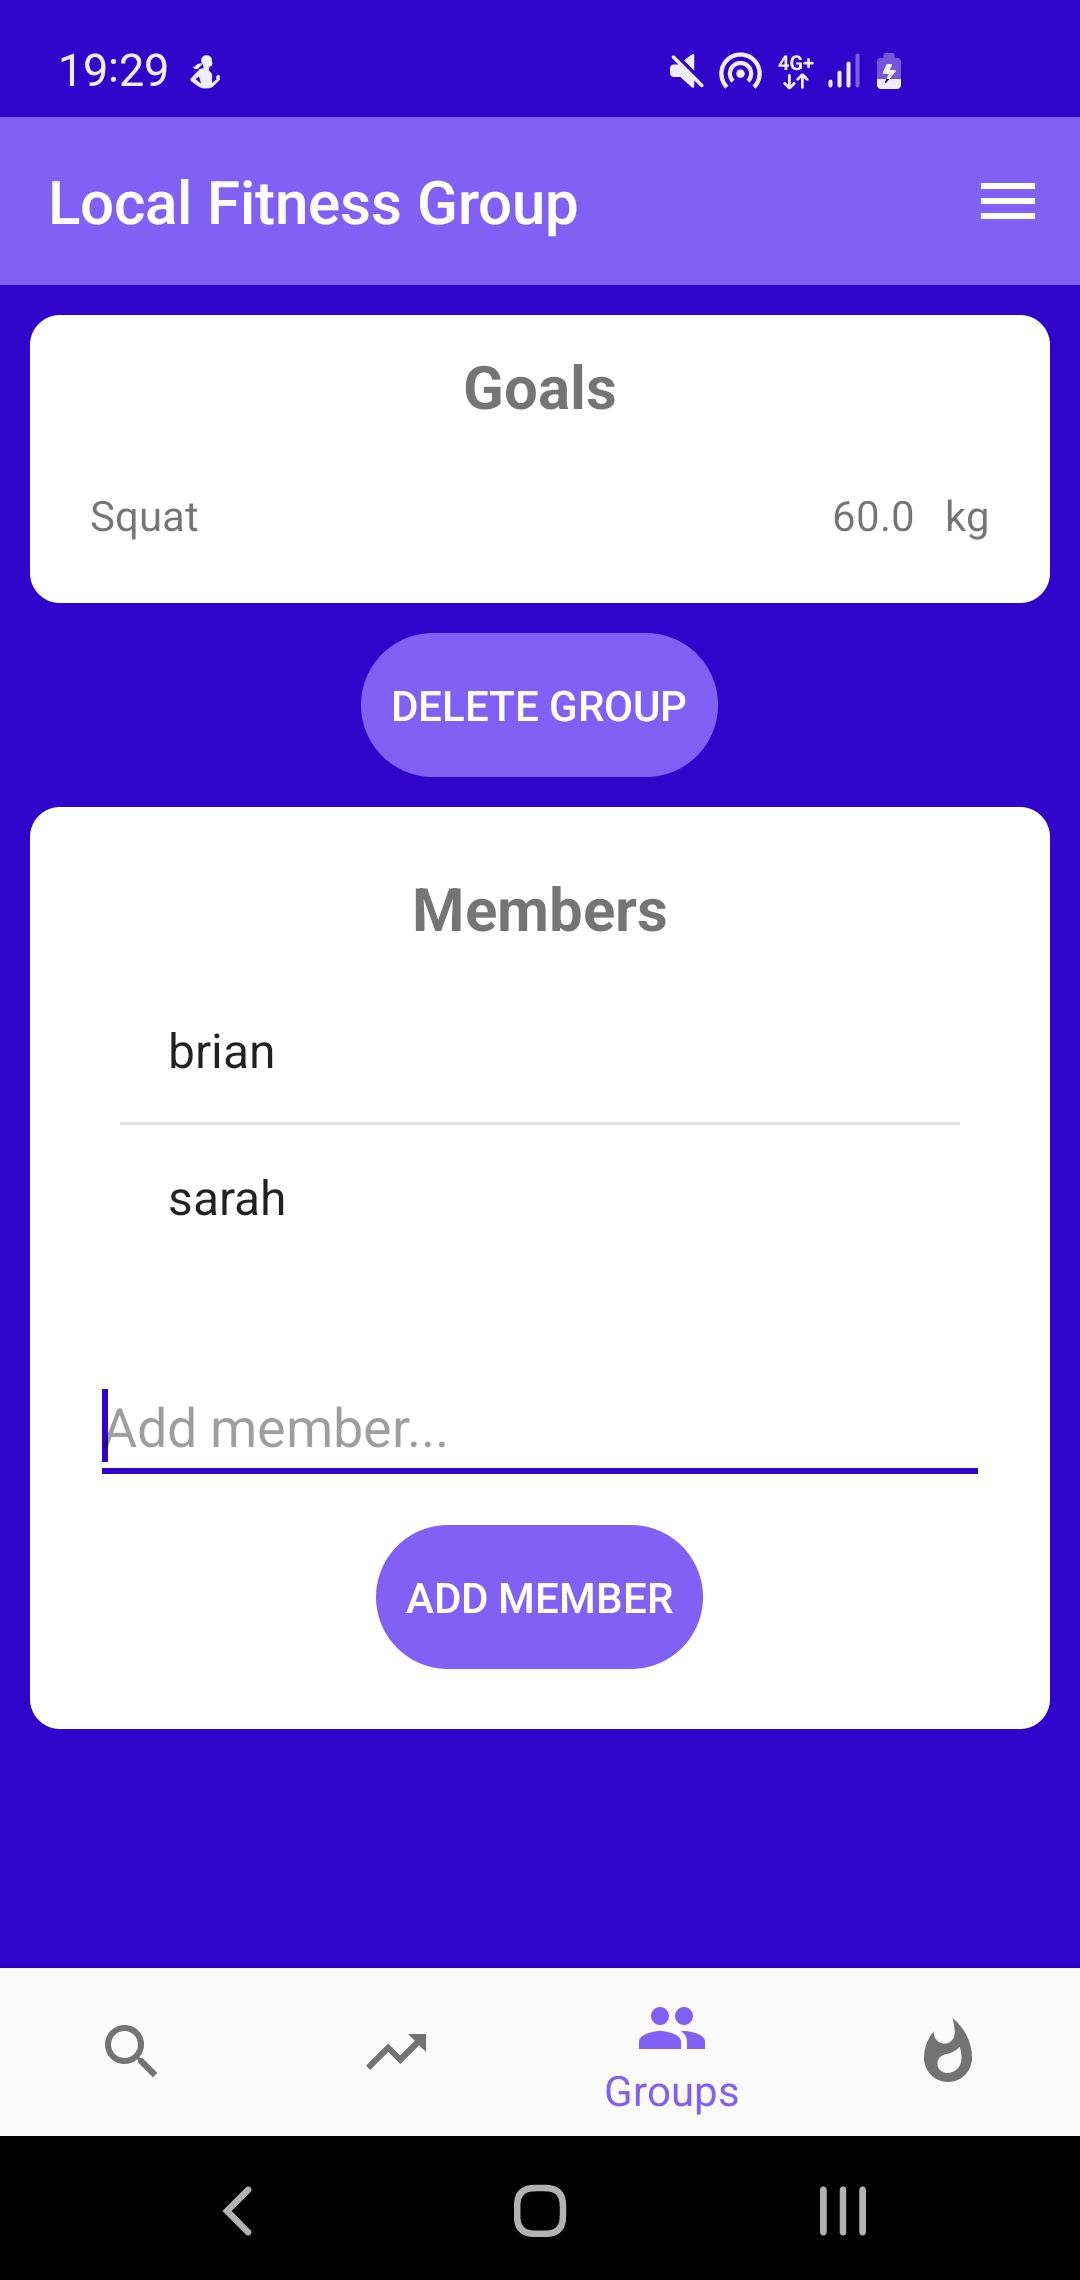 19:29
4G+
Local Fitness Group
Goals
Squat 60.0 kg
DELETE GROUP
Members
brian
sarah
Add member...
ADD MEMBER
Groups